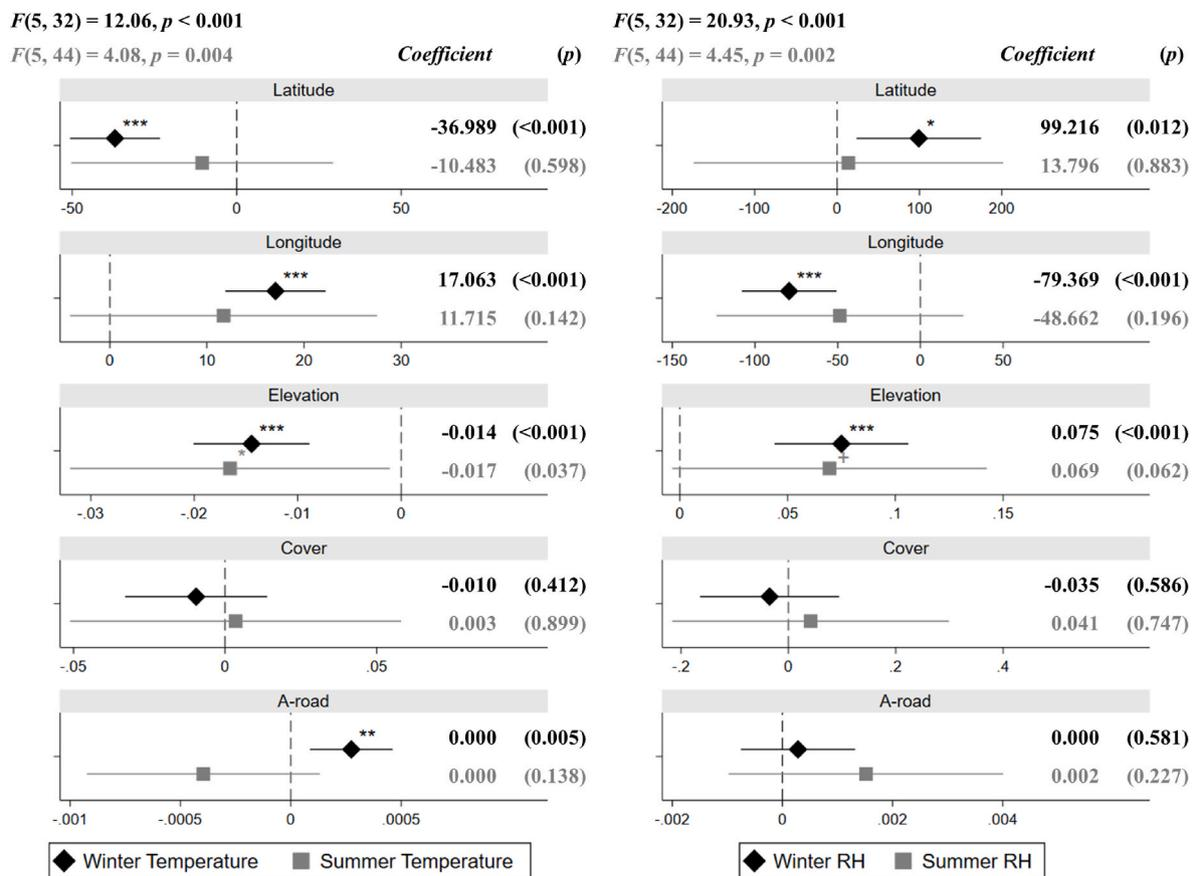 F(5, 32) = 12.06, p < 0.001
F(5, 44) = 4.08, p = 0.004 Coefficient (p)
Latitude
*** -36.989 (<0.001)
-10.483 (0.598)
-50 0 50
Longitude
*** 17.063 (<0.001)
11.715 (0.142)
0 10 20 30
Elevation
*** -0.014 (<0.001)
* -0.017 (0.037)
-.03 -.02 -.01 0
Cover
-0.010 (0.412)
0.003 (0.899)
-.05 0 .05
A-road
** 0.000 (0.005)
0.000 (0.138)
-.001 -.0005 0 .0005
Winter Temperature Summer Temperature
F(5, 32) = 20.93, p < 0.001
F(5, 44) = 4.45, p = 0.002 Coefficient (p)
Latitude
* 99.216 (0.012)
13.796 (0.883)
-200 -100 0 100 200
Longitude
*** -79.369 (<0.001)
-48.662 (0.196)
-150 -100 -50 0 50
Elevation
*** 0.075 (<0.001)
+ 0.069 (0.062)
0 .05 .1 .15
Cover
-0.035 (0.586)
0.041 (0.747)
-.2 0 .2 .4
A-road
0.000 (0.581)
0.002 (0.227)
-.002 0 .002 .004
Winter RH Summer RH